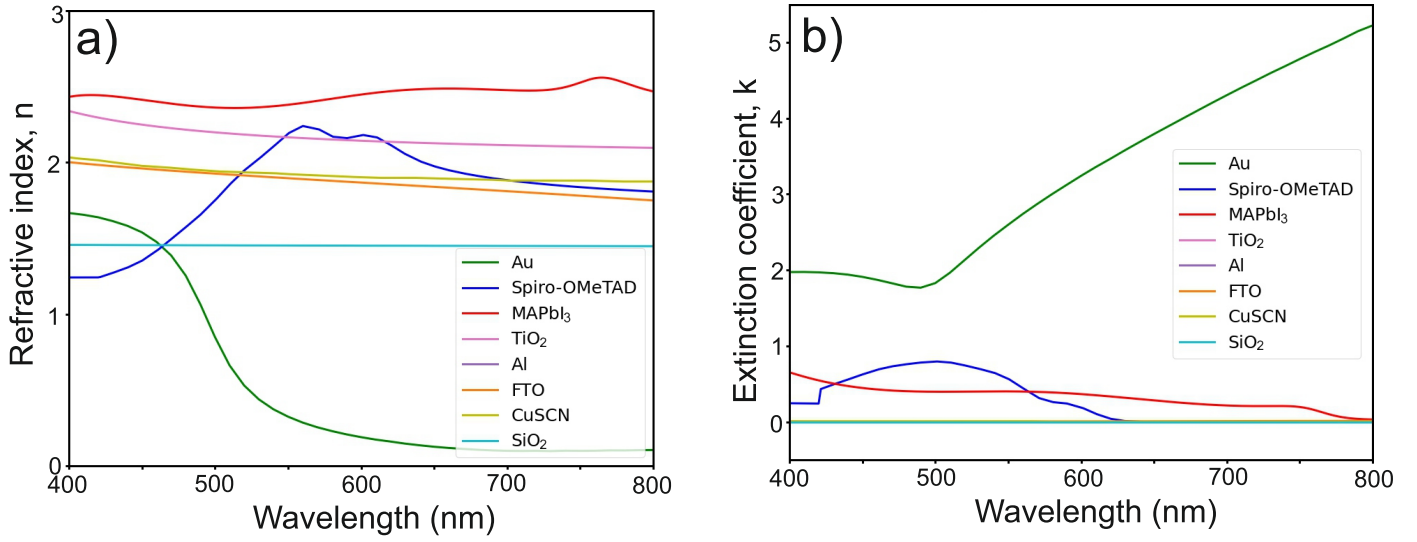 a)
Refractive index, n
3
2
1
0
400 500 600 700 800
Wavelength (nm)
Au
Spiro-OMeTAD
MAPbI₃
TiO₂
Al
FTO
CuSCN
SiO₂
b)
Extinction coefficient, k
5
4
3
2
1
0
400 500 600 700 800
Wavelength (nm)
Au
Spiro-OMeTAD
MAPbI₃
TiO₂
Al
FTO
CuSCN
SiO₂